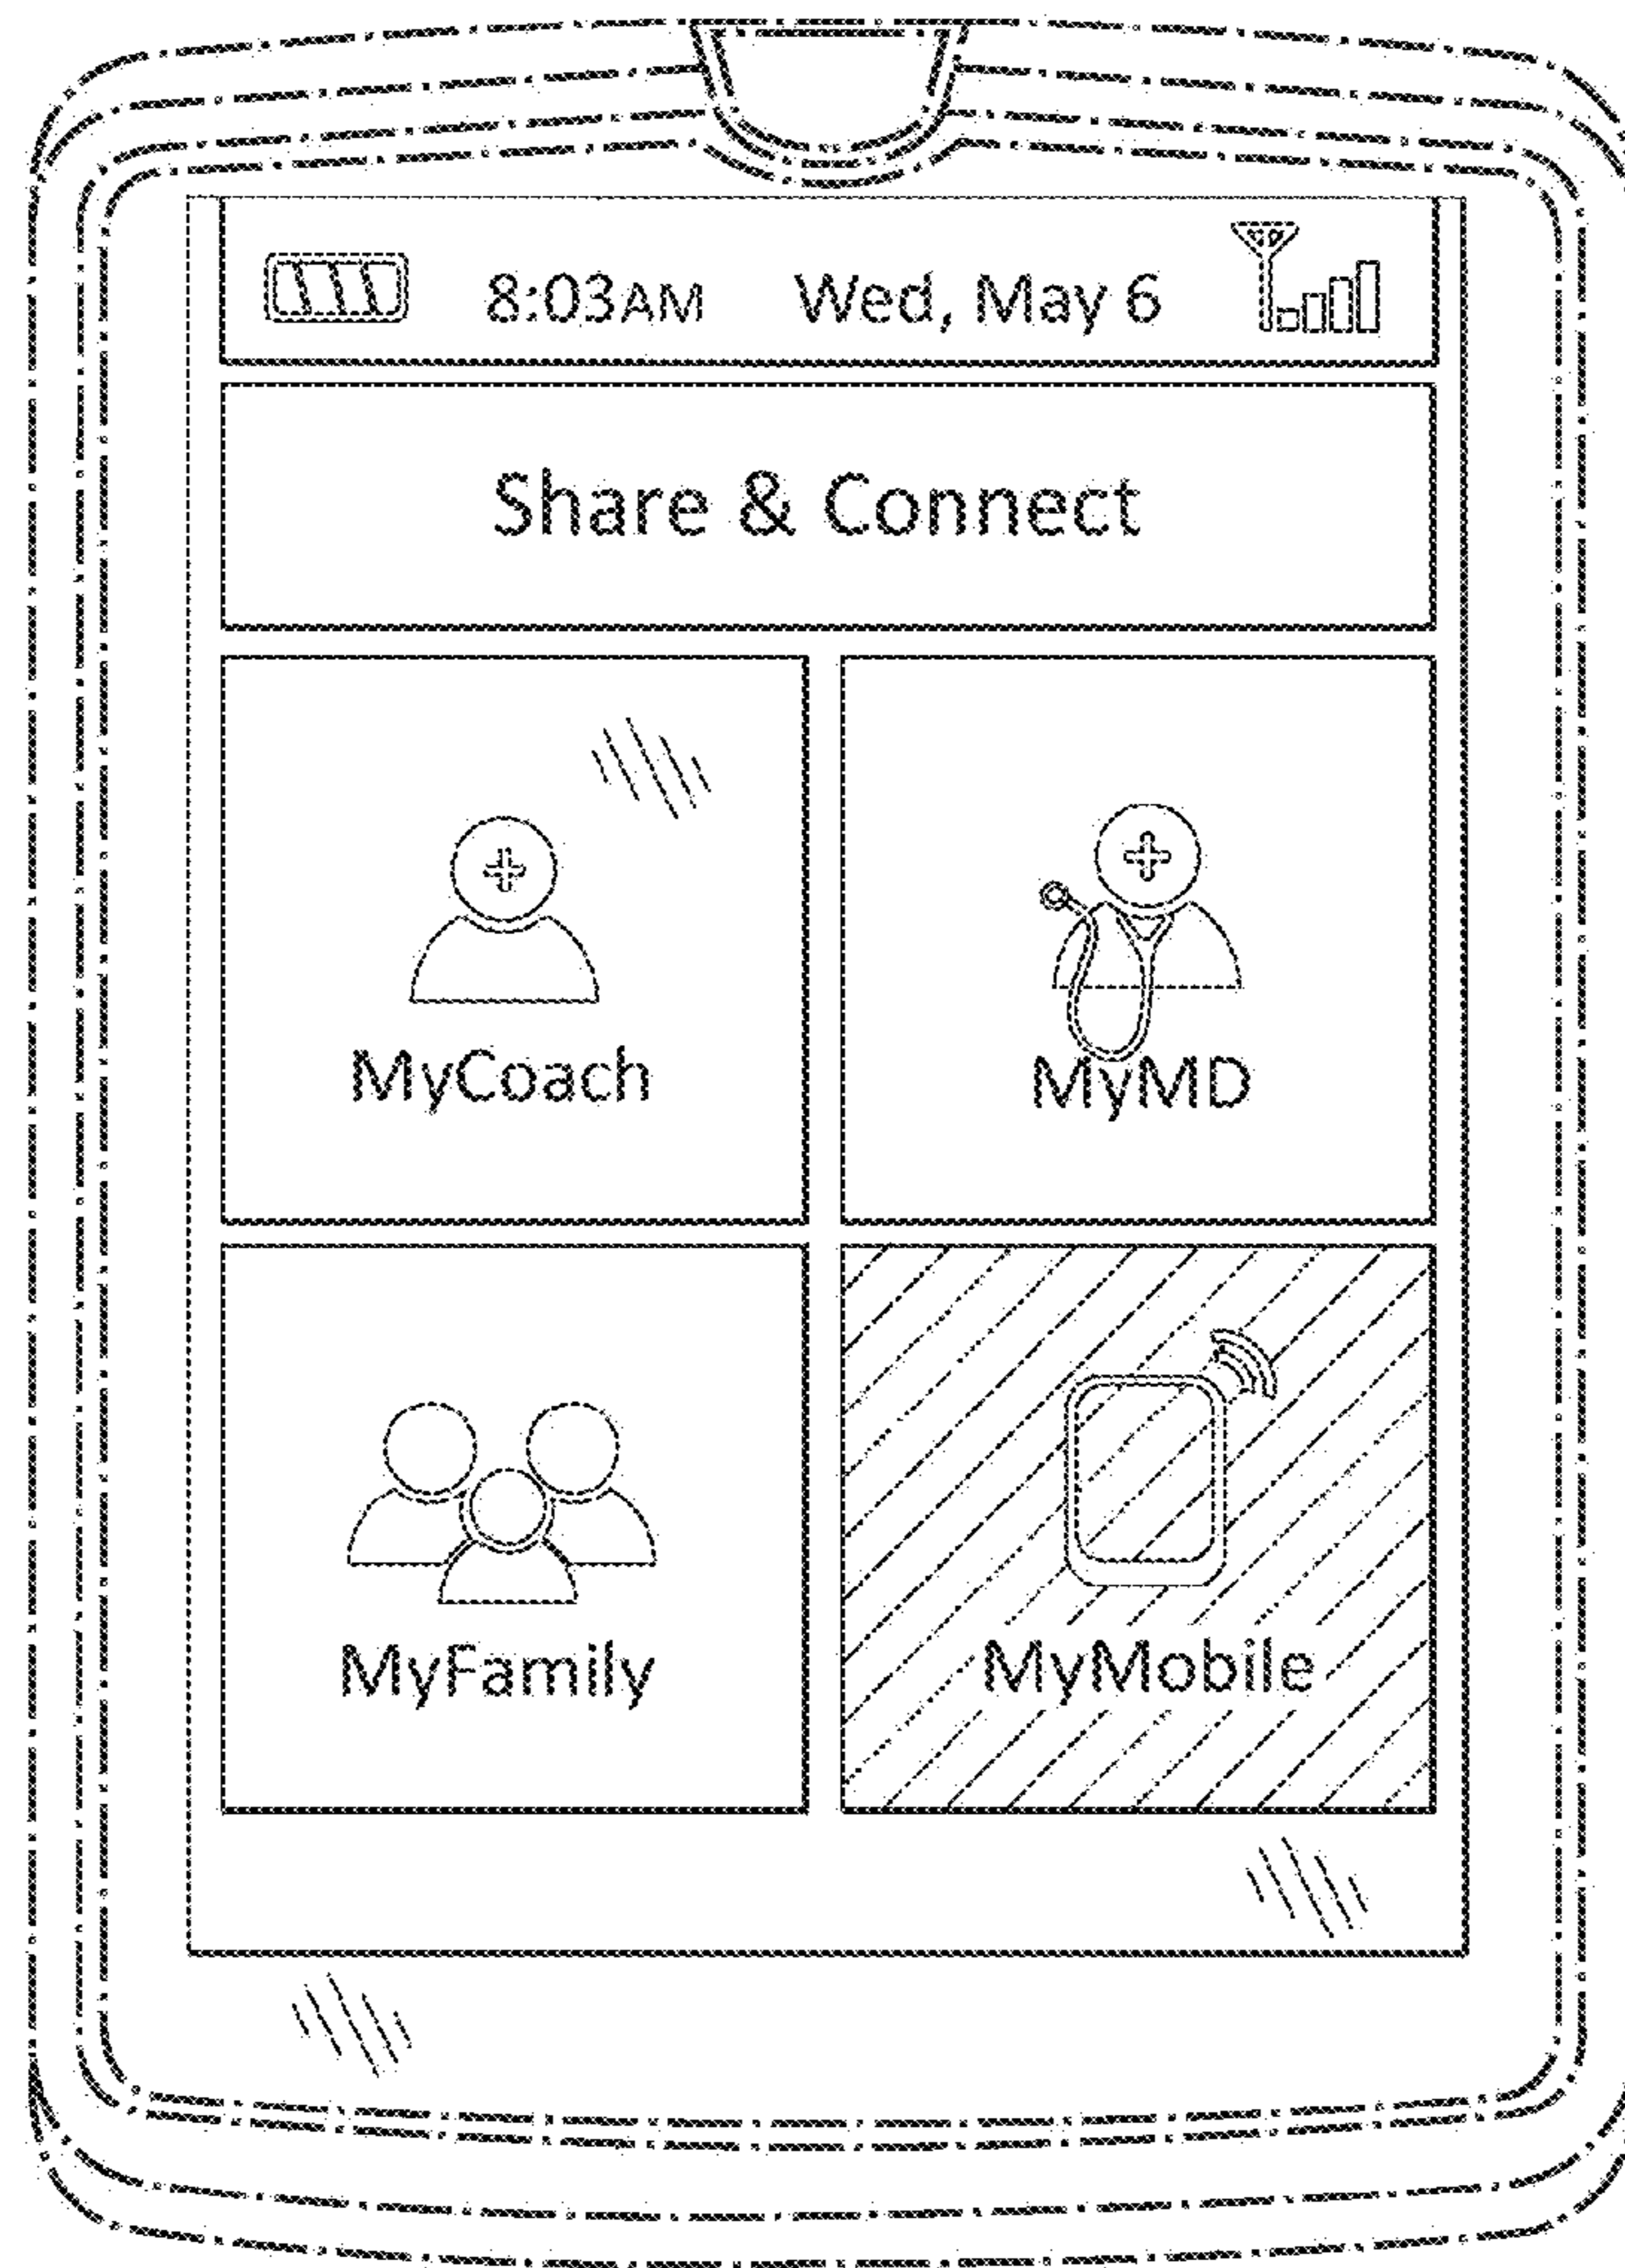 8:03AM Wed, May 6
Share & Connect
MyCoach MyMD
MyFamily MyMobile